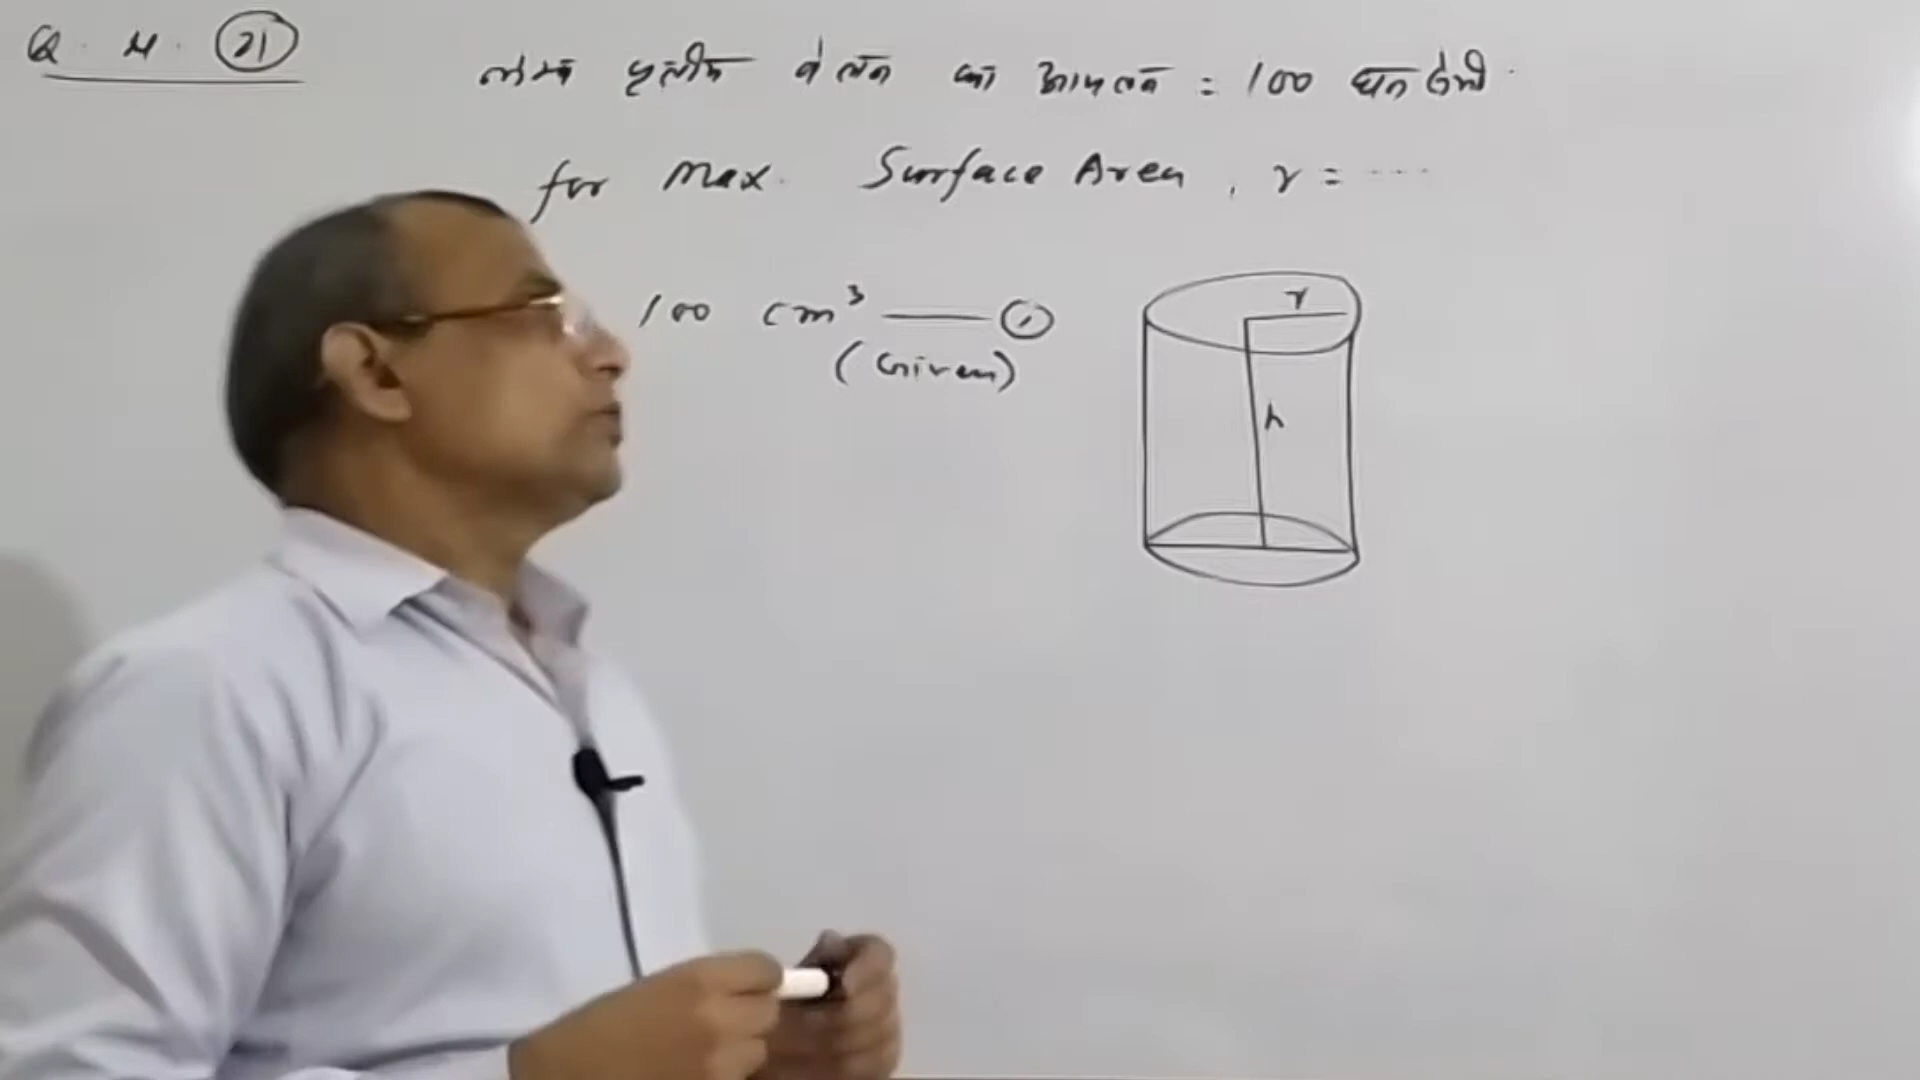 Q. N. 21
लम्ब वृत्तीय बेलन का आयतन = 100 घन सेमी.
for Max. Surface Area, r = ....
100 cm³ —— 1
(Given)
r
h